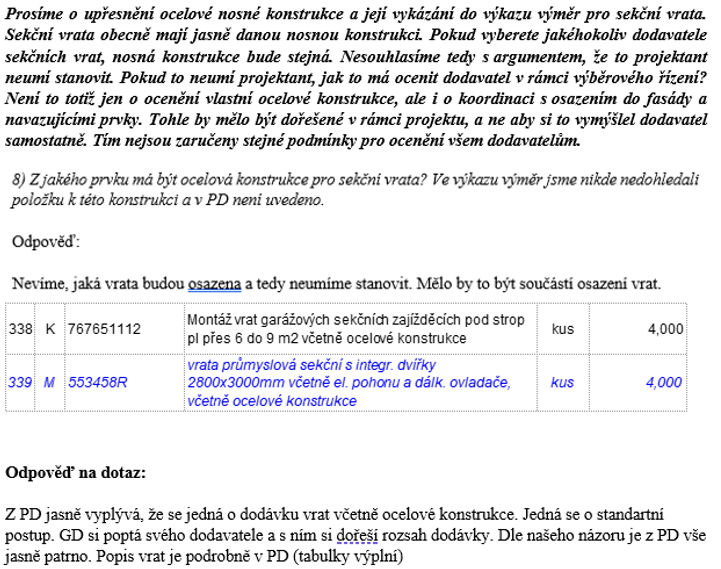 Prosíme o upřesnění ocelové nosné konstrukce a její vykázání do výkazu výměr pro sekční vrata.
Sekční vrata obecně mají jasně danou nosnou konstrukci. Pokud vyberete jakéhokoliv dodavatele
sekčních vrat, nosná konstrukce bude stejná. Nesouhlasíme tedy s argumentem, že to projektant
neumí stanovit. Pokud to neumí projektant, jak to má ocenit dodavatel v rámci výběrového řízení?
Není to totiž jen o ocenění vlastní ocelové konstrukce, ale i o koordinaci s osazením do fasády a
navazujícími prvky. Tohle by mělo být dořešené v rámci projektu, a ne aby si to vymýšlel dodavatel
samostatně. Tím nejsou zaručeny stejné podmínky pro ocenění všem dodavatelům.
8) Z jakého prvku má být ocelová konstrukce pro sekční vrata? Ve výkazu výměr jsme nikde nedohledali
položku k této konstrukci a v PD není uvedeno.
Odpověď:
Nevíme, jaká vrata budou osazena a tedy neumíme stanovit. Mělo by to být součástí osazení vrat.
338 K 767651112 Montáž vrat garážových sekčních zajížděcích pod strop kus 4,000
pl přes 6 do 9 m2 včetně ocelové konstrukce
vrata průmyslová sekční s integr. dvířky
339 M 553458R 2800x3000mm včetně el. pohonu a dálk. ovladače, kus 4,000
včetně ocelové konstrukce
Odpověď na dotaz:
Z PD jasně vyplývá, že se jedná o dodávku vrat včetně ocelové konstrukce. Jedná se o standartní
postup. GD si poptá svého dodavatele a s ním si dořeší rozsah dodávky. Dle našeho názoru je z PD vše
jasně patrno. Popis vrat je podrobně v PD (tabulky výplní)